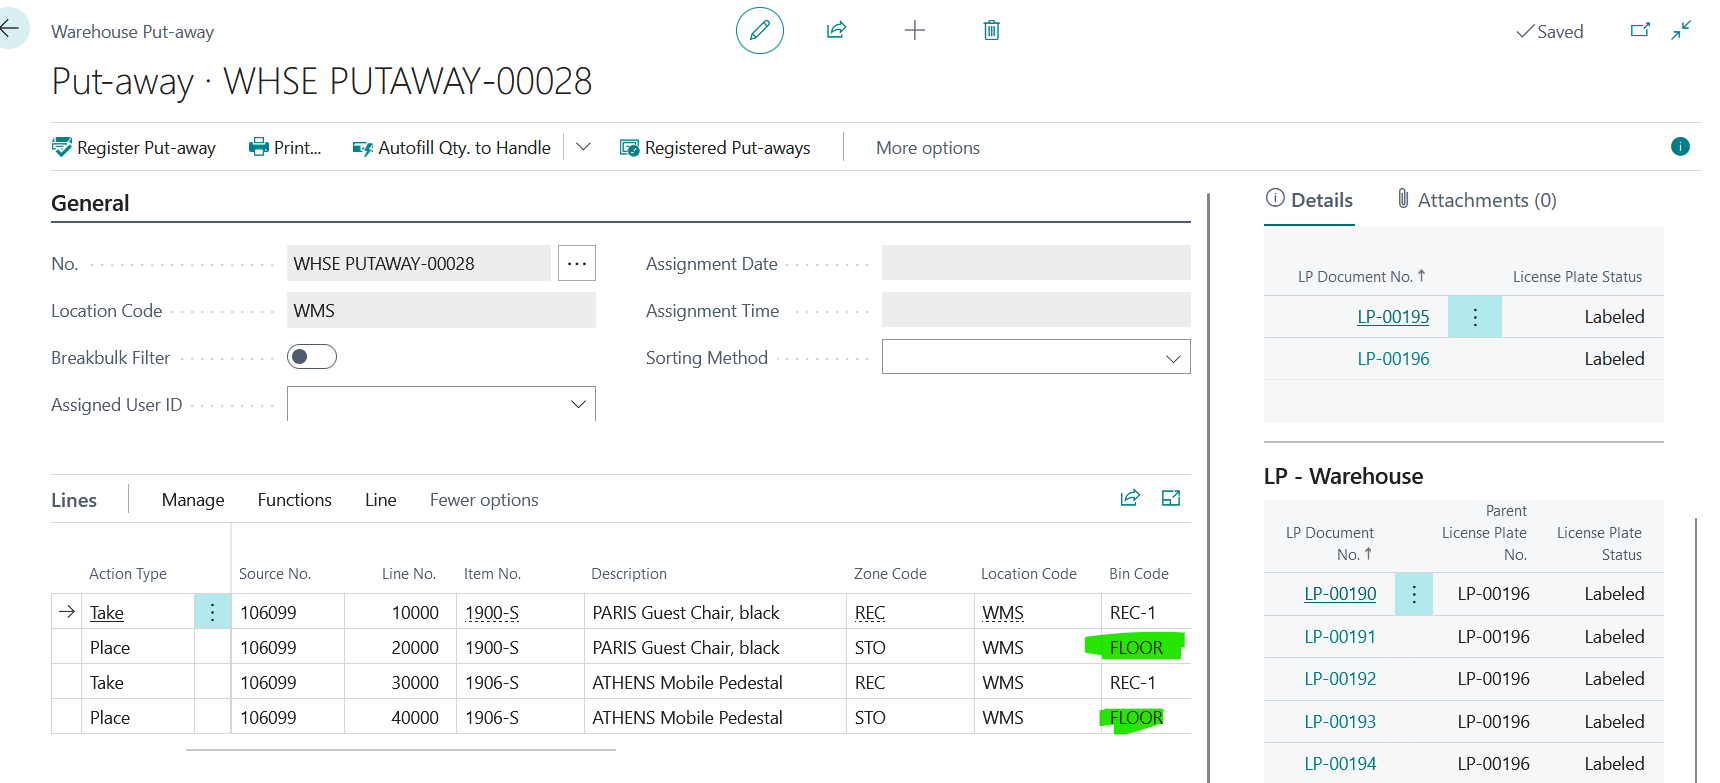 Warehouse Put-away
Saved
Put-away · WHSE PUTAWAY-00028
Register Put-away Print... Autofill Qty. to Handle Registered Put-aways More options
General
No. WHSE PUTAWAY-00028 ...
Location Code WMS
Breakbulk Filter
Assigned User ID
Assignment Date
Assignment Time
Sorting Method
Lines Manage Functions Line Fewer options
Action Type Source No. Line No. Item No. Description Zone Code Location Code Bin Code
Take 106099 10000 1900-S PARIS Guest Chair, black REC WMS REC-1
Place 106099 20000 1900-S PARIS Guest Chair, black STO WMS FLOOR
Take 106099 30000 1906-S ATHENS Mobile Pedestal REC WMS REC-1
Place 106099 40000 1906-S ATHENS Mobile Pedestal STO WMS FLOOR
Details Attachments (0)
LP Document No. ↑ License Plate Status
LP-00195 Labeled
LP-00196 Labeled
LP - Warehouse
LP Document No. ↑ Parent License Plate No. License Plate Status
LP-00190 LP-00196 Labeled
LP-00191 LP-00196 Labeled
LP-00192 LP-00196 Labeled
LP-00193 LP-00196 Labeled
LP-00194 LP-00196 Labeled